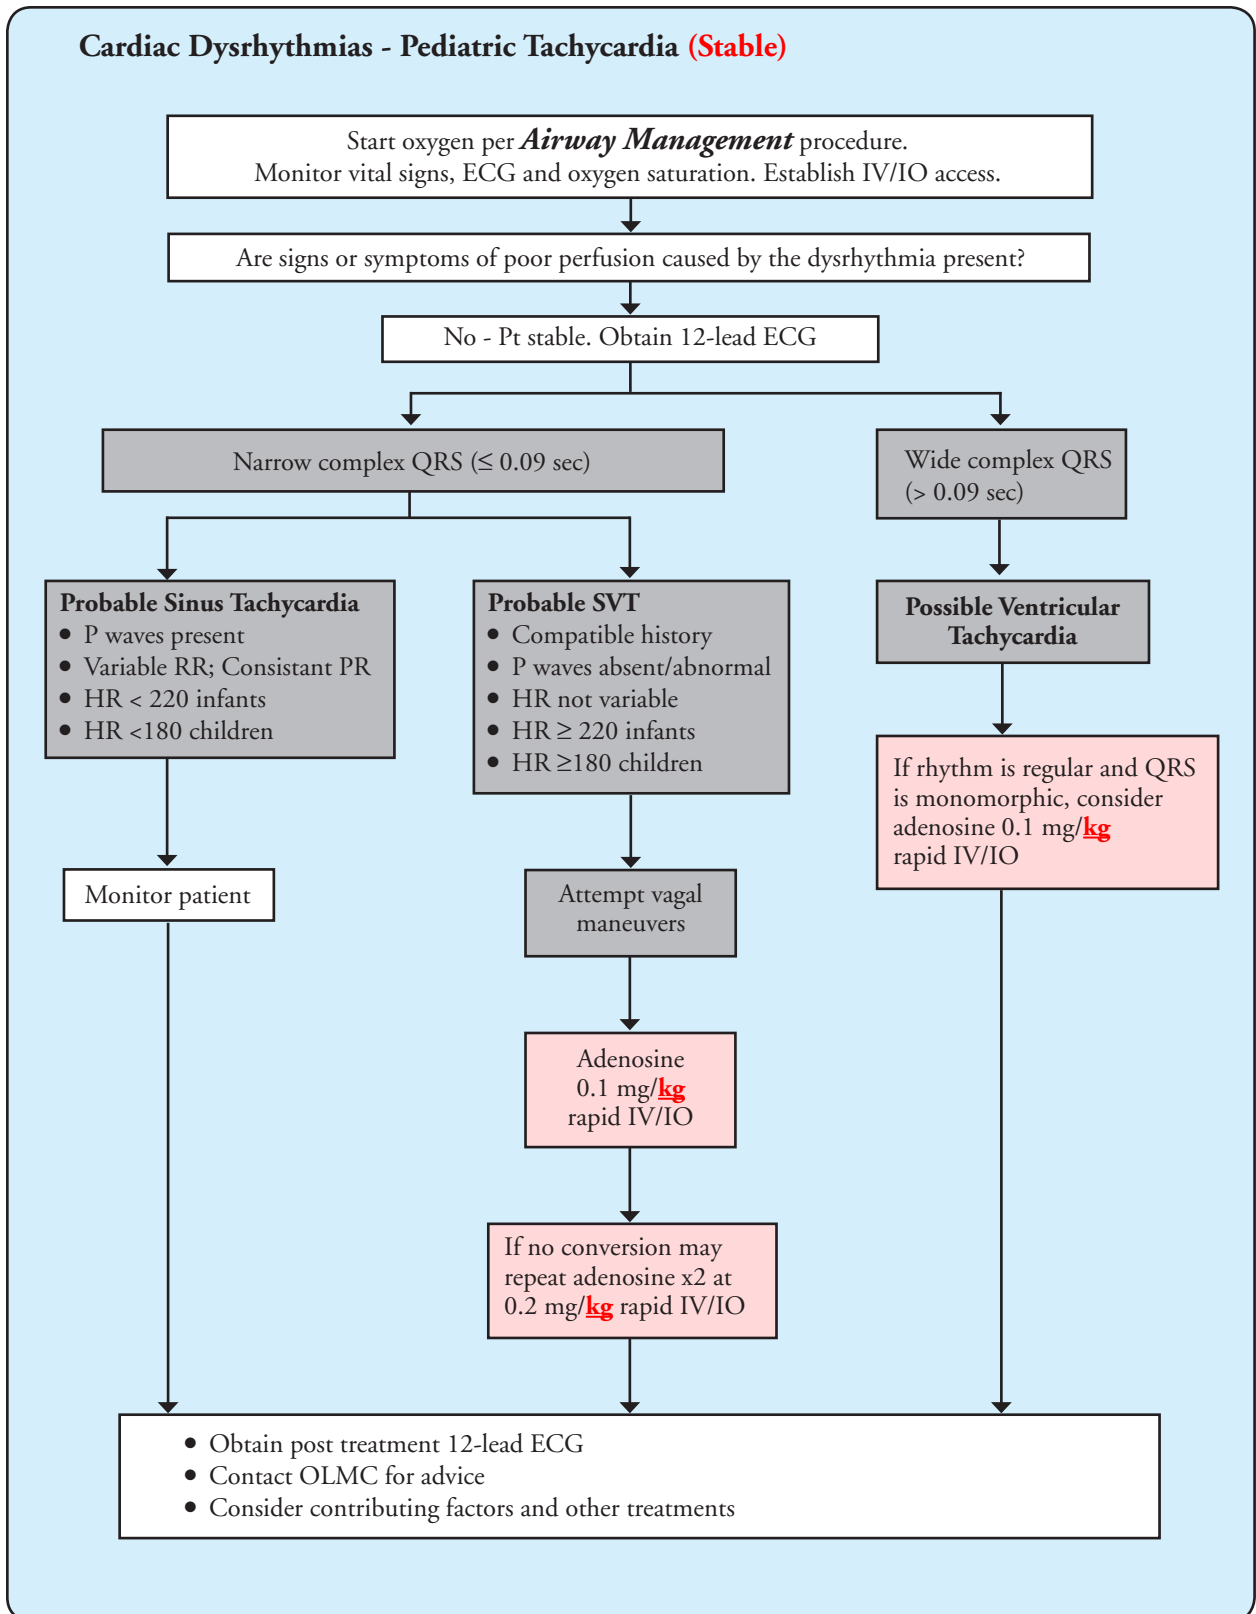 Cardiac Dysrhythmias - Pediatric Tachycardia (Stable)
Start oxygen per Airway Management procedure.
Monitor vital signs, ECG and oxygen saturation. Establish IV/IO access.
Are signs or symptoms of poor perfusion caused by the dysrhythmia present?
No - Pt stable. Obtain 12-lead ECG
Narrow complex QRS (≤ 0.09 sec)
Wide complex QRS
(> 0.09 sec)
Probable Sinus Tachycardia
• P waves present
• Variable RR; Consistant PR
• HR < 220 infants
• HR <180 children
Probable SVT
• Compatible history
• P waves absent/abnormal
• HR not variable
• HR ≥ 220 infants
• HR ≥180 children
Possible Ventricular
Tachycardia
If rhythm is regular and QRS
is monomorphic, consider
adenosine 0.1 mg/kg
rapid IV/IO
Monitor patient
Attempt vagal
maneuvers
Adenosine
0.1 mg/kg
rapid IV/IO
If no conversion may
repeat adenosine x2 at
0.2 mg/kg rapid IV/IO
• Obtain post treatment 12-lead ECG
• Contact OLMC for advice
• Consider contributing factors and other treatments